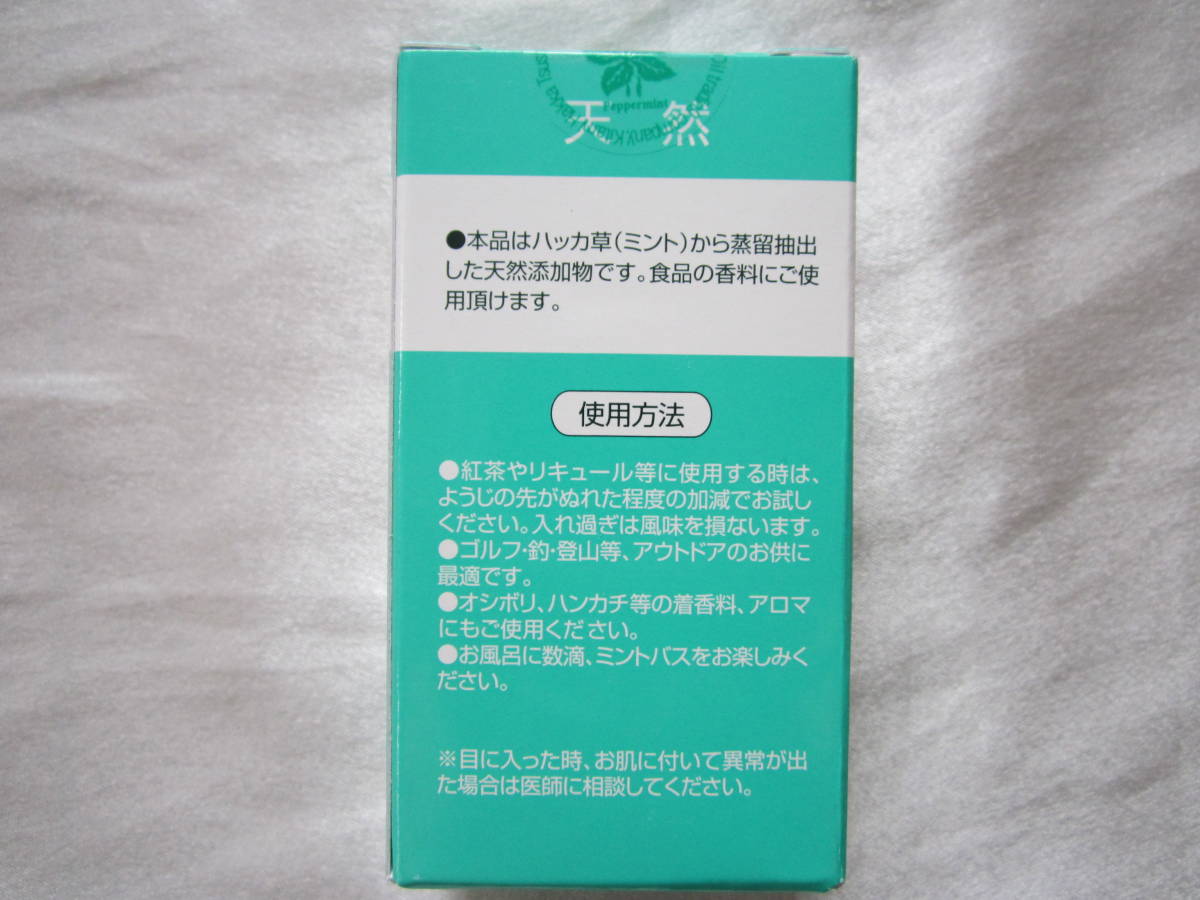 Peppermint
天然
●本品はハッカ草(ミント)から蒸留抽出
した天然添加物です。食品の香料にご使
用頂けます。
使用方法
●紅茶やリキュール等に使用する時は、
ようじの先がぬれた程度の加減でお試し
ください。入れ過ぎは風味を損ないます。
●ゴルフ・釣・登山等、アウトドアのお供に
最適です。
●オシボリ、ハンカチ等の着香料、アロマ
にもご使用ください。
●お風呂に数滴、ミントバスをお楽しみく
ださい。
※目に入った時、お肌に付いて異常が出
た場合は医師に相談してください。